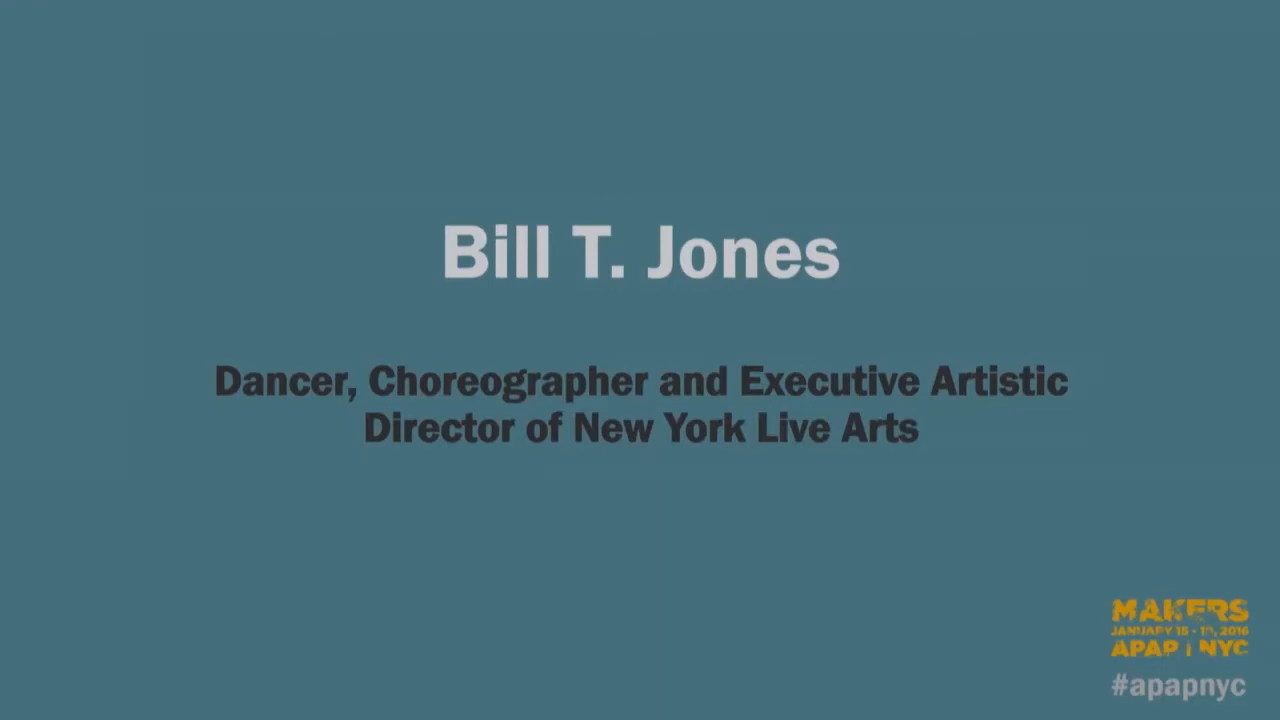 Bill T. Jones
Dancer, Choreographer and Executive Artistic
Director of New York Live Arts
MAKERS
JANUARY 15 - 19, 2016
APAP | NYC
#apapnyc